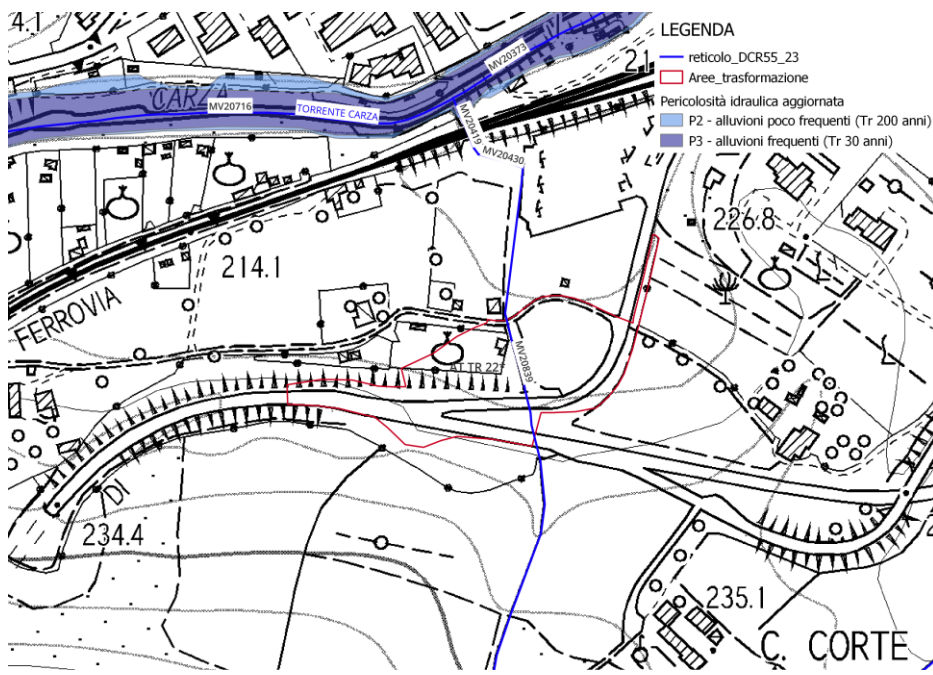 LEGENDA
reticolo_DCR55_23
Aree_trasformazione
Pericolosità idraulica aggiornata
P2 - alluvioni poco frequenti (Tr 200 anni)
P3 - alluvioni frequenti (Tr 30 anni)
MV20373
CARZA
MV20716
TORRENTE CARZA
MV20419
MV20430
226.8
214.1
FERROVIA
MV20839
AT TR 22
DI
234.4
235.1
C. CORTE